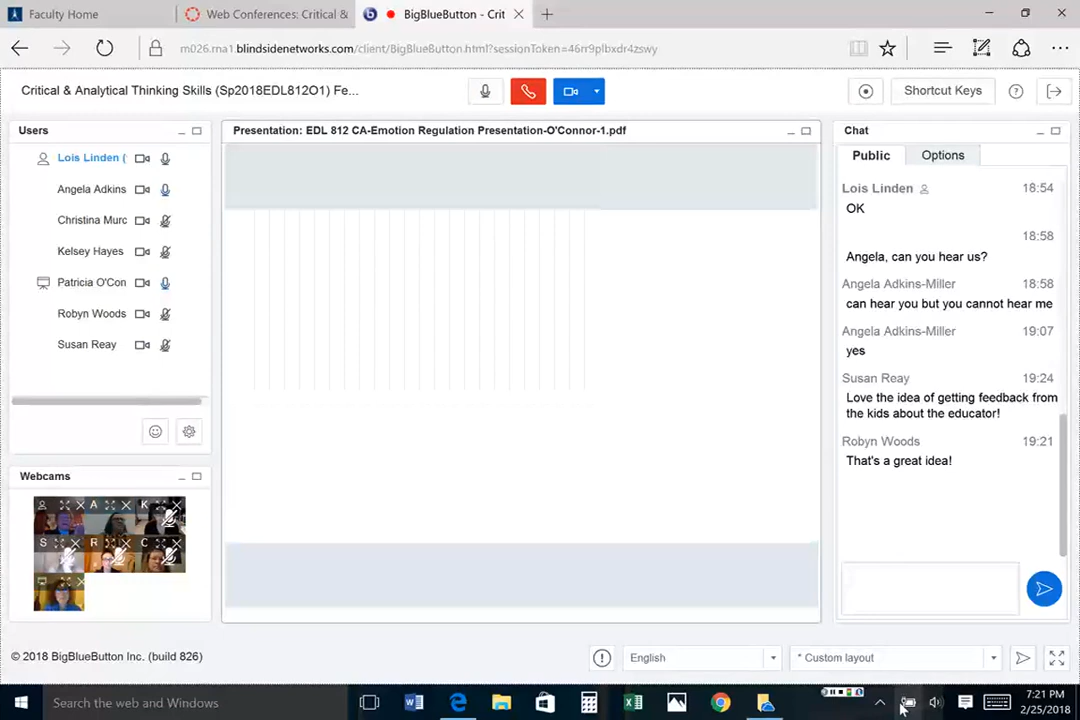 Faculty Home
Web Conferences: Critical &
BigBlueButton - Crit
m026.rna1.blindsidenetworks.com/client/BigBlueButton.html?sessionToken=46rr9plbxdr4zswy
Critical & Analytical Thinking Skills (Sp2018EDL812O1) Fe...
Shortcut Keys
Users
Lois Linden (
Angela Adkins
Christina Murc
Kelsey Hayes
Patricia O'Con
Robyn Woods
Susan Reay
Webcams
A
K
S
R
C
Presentation: EDL 812 CA-Emotion Regulation Presentation-O'Connor-1.pdf
Chat
Public
Options
Lois Linden 18:54
OK
18:58
Angela, can you hear us?
Angela Adkins-Miller 18:58
can hear you but you cannot hear me
Angela Adkins-Miller 19:07
yes
Susan Reay 19:24
Love the idea of getting feedback from
the kids about the educator!
Robyn Woods 19:21
That's a great idea!
© 2018 BigBlueButton Inc. (build 826)
English
* Custom layout
Search the web and Windows
7:21 PM
2/25/2018